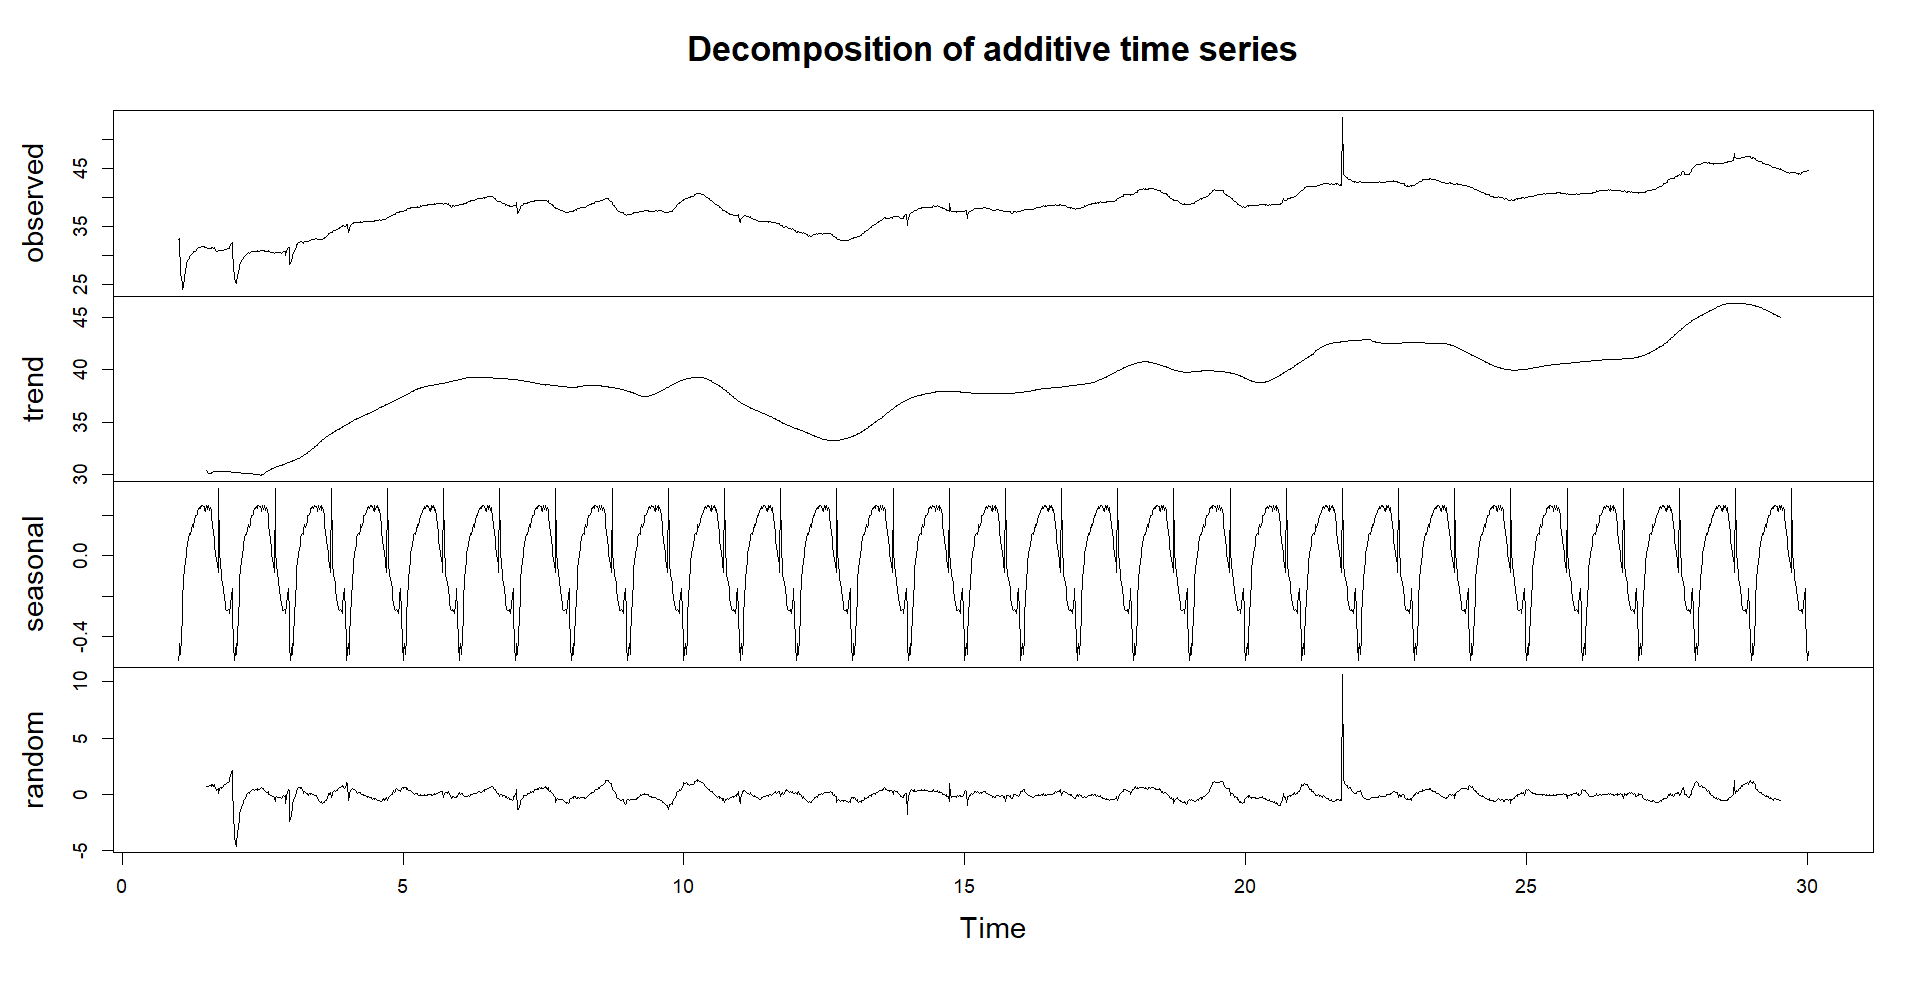 Decomposition of additive time series
observed
25 35 45
trend
30 35 40 45
seasonal
-0.4 0.0
random
-5 0 5 10
0 5 10 15 20 25 30
Time